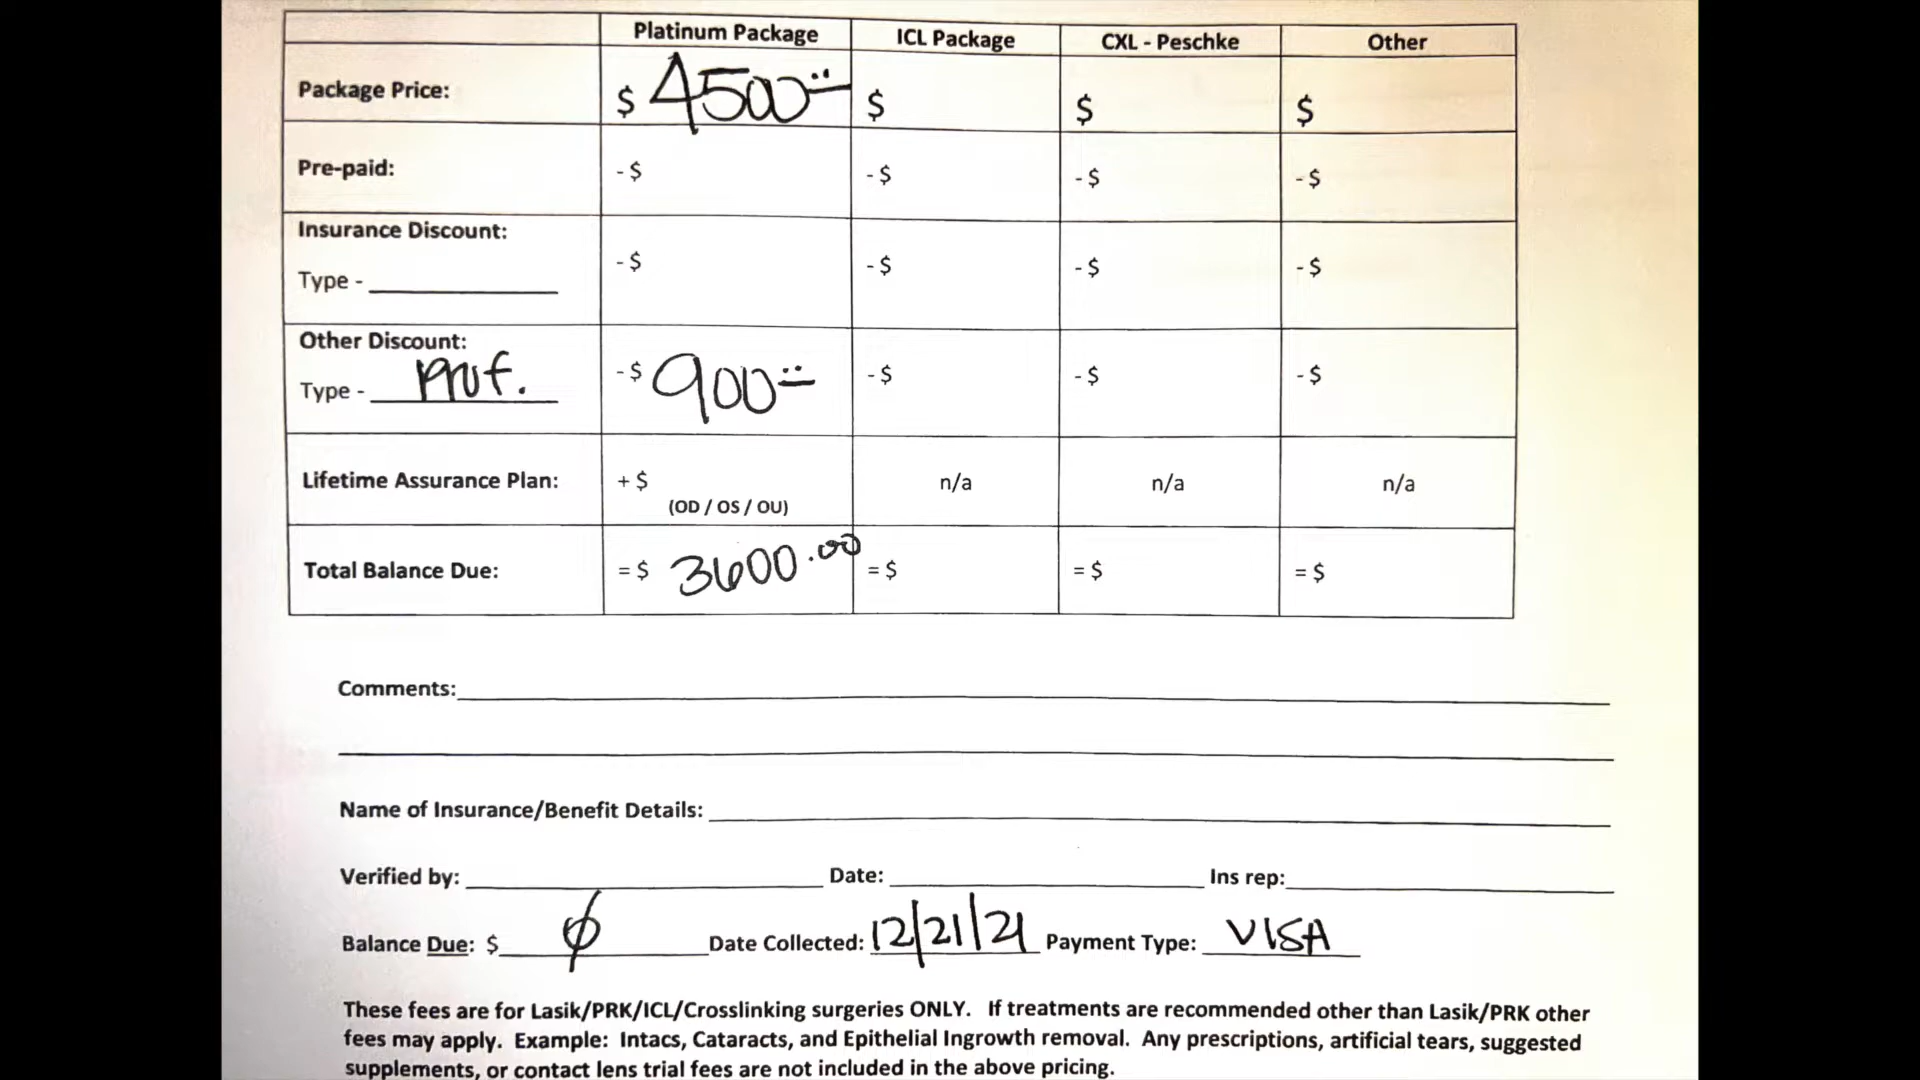 Platinum Package ICL Package CXL - Peschke Other
Package Price: $ 4500 $ $ $
Pre-paid: - $ - $ - $ - $
Insurance Discount:
Type - - $ - $ - $ - $
Other Discount:
Type - Prof. - $ 900 - $ - $ - $
Lifetime Assurance Plan: + $ n/a n/a n/a
(OD / OS / OU)
Total Balance Due: = $ 3600.00 = $ = $ = $
Comments:
Name of Insurance/Benefit Details:
Verified by: Date: Ins rep:
Balance Due: $ ∅ Date Collected: 12/21/21 Payment Type: VISA
These fees are for Lasik/PRK/ICL/Crosslinking surgeries ONLY. If treatments are recommended other than Lasik/PRK other
fees may apply. Example: Intacs, Cataracts, and Epithelial Ingrowth removal. Any prescriptions, artificial tears, suggested
supplements, or contact lens trial fees are not included in the above pricing.